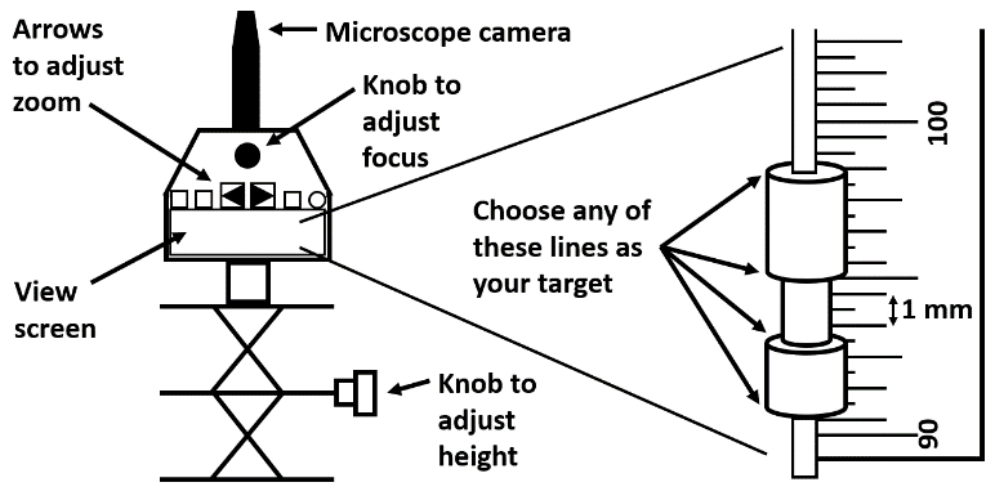 Arrows
to adjust
zoom
Microscope camera
Knob to
adjust
focus
View
screen
Knob to
adjust
height
Choose any of
these lines as
your target
100
1 mm
90